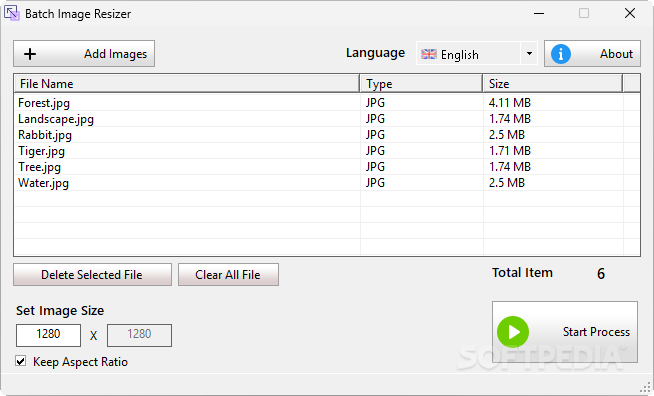 Batch Image Resizer
Add Images Language English About
File Name Type Size
Forest.jpg JPG 4.11 MB
Landscape.jpg JPG 1.74 MB
Rabbit.jpg JPG 2.5 MB
Tiger.jpg JPG 1.71 MB
Tree.jpg JPG 1.74 MB
Water.jpg JPG 2.5 MB
Delete Selected File Clear All File Total Item 6
Set Image Size
1280 X 1280
Start Process
Keep Aspect Ratio
SOFTPEDIA